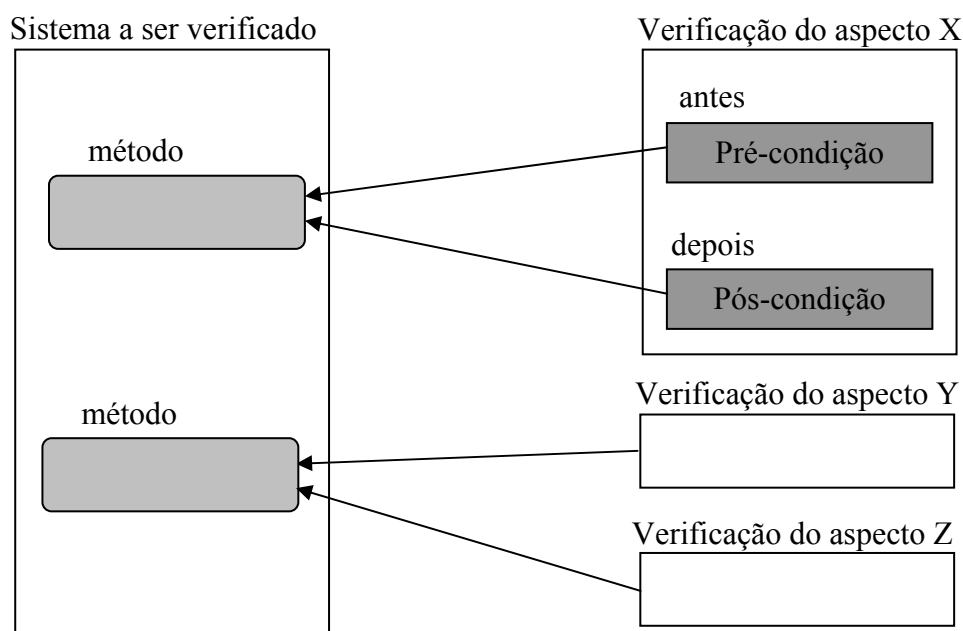 Sistema a ser verificado
método
método
Verificação do aspecto X
antes
Pré-condição
depois
Pós-condição
Verificação do aspecto Y
Verificação do aspecto Z